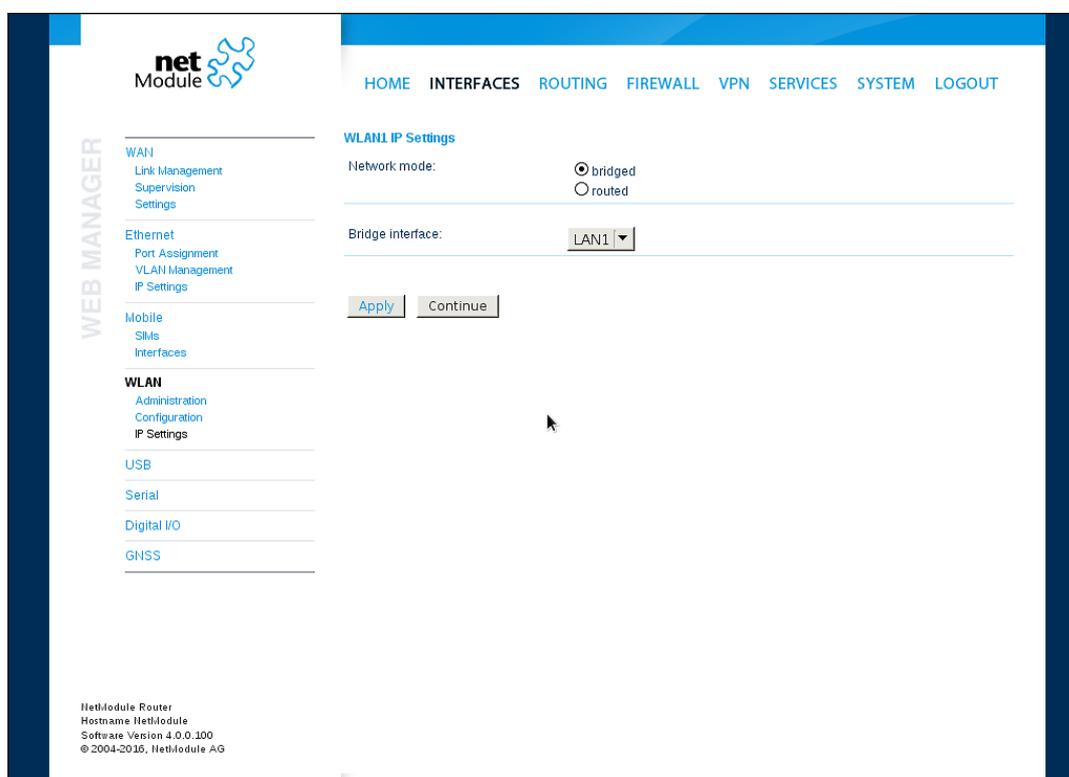 net
Module
HOME INTERFACES ROUTING FIREWALL VPN SERVICES SYSTEM LOGOUT
WEB MANAGER
WAN
Link Management
Supervision
Settings
Ethernet
Port Assignment
VLAN Management
IP Settings
Mobile
SIMs
Interfaces
WLAN
Administration
Configuration
IP Settings
USB
Serial
Digital I/O
GNSS
WLAN1 IP Settings
Network mode:
bridged
routed
Bridge interface:
LAN1
Apply Continue
NetModule Router
Hostname NetModule
Software Version 4.0.0.100
© 2004-2016, NetModule AG